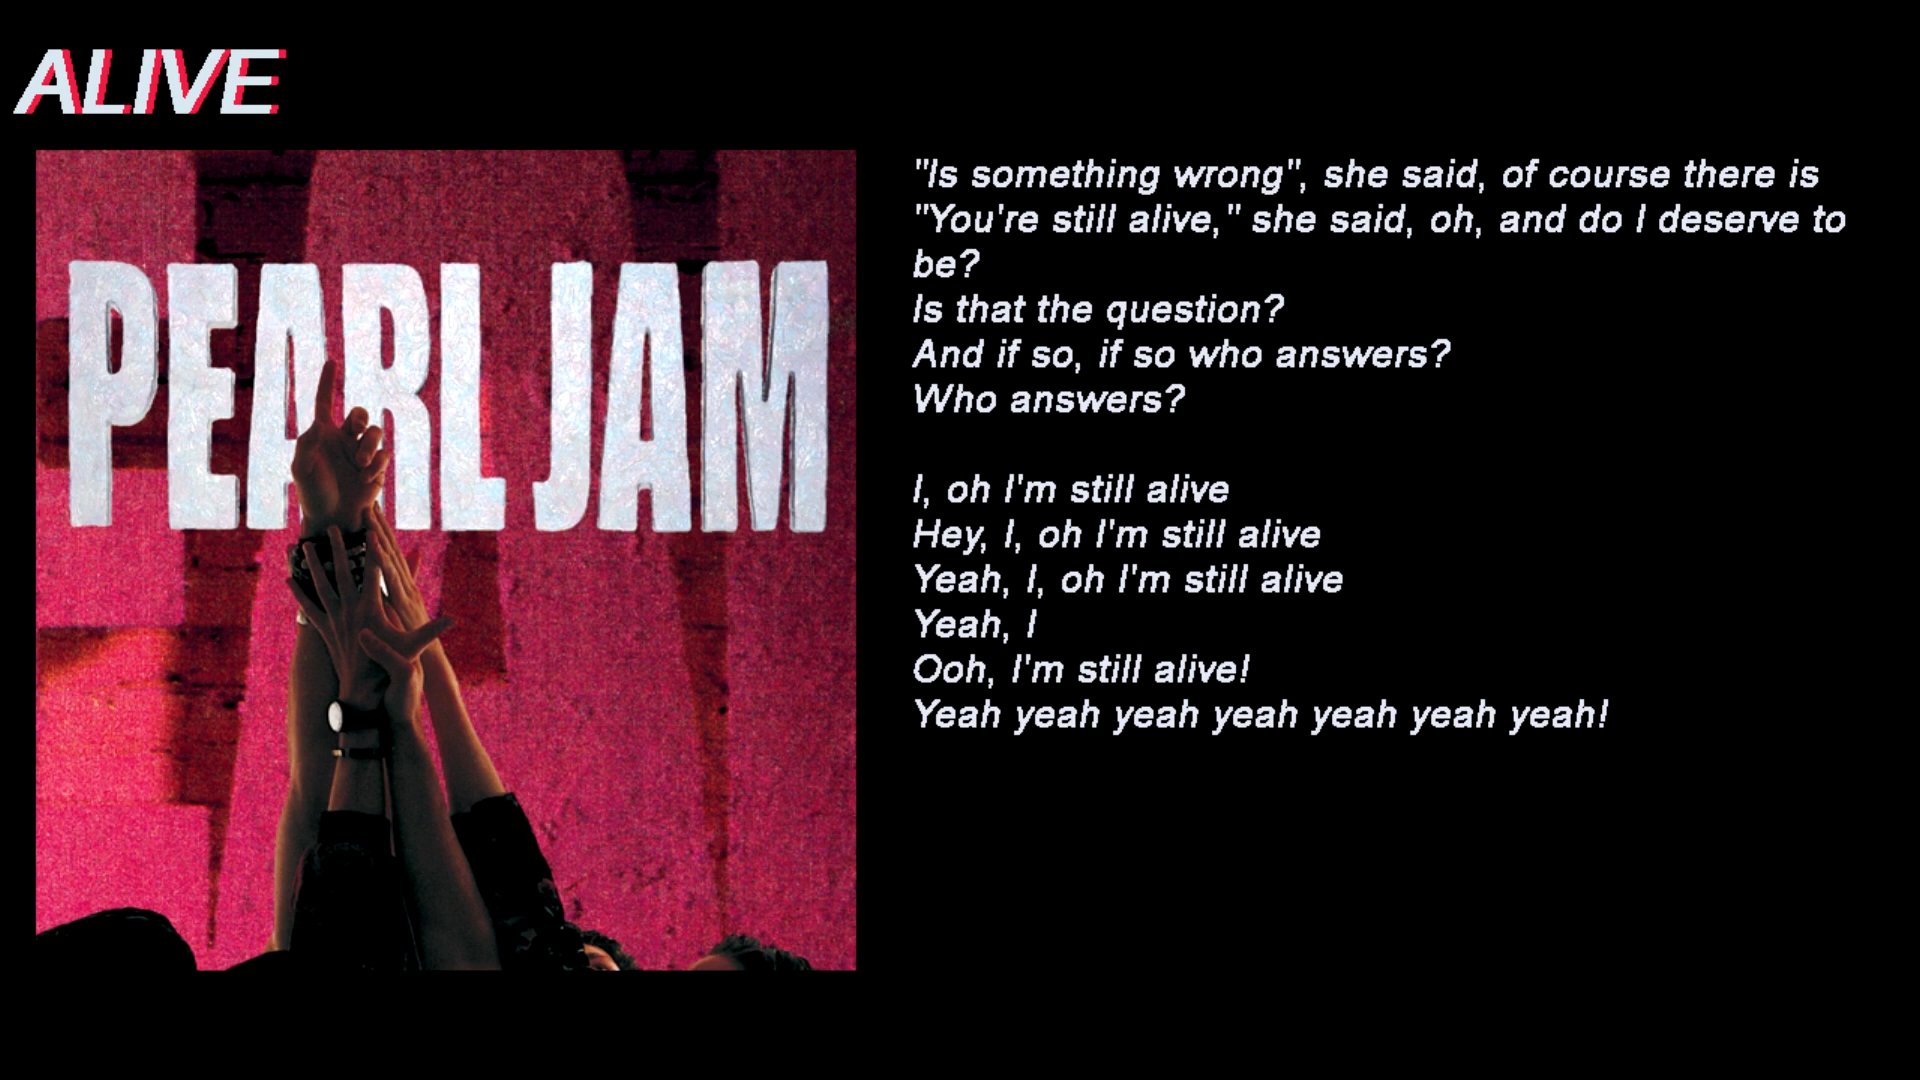 ALIVE
PEARL JAM
"Is something wrong", she said, of course there is
"You're still alive," she said, oh, and do I deserve to
be?
Is that the question?
And if so, if so who answers?
Who answers?
I, oh I'm still alive
Hey, I, oh I'm still alive
Yeah, I, oh I'm still alive
Yeah, I
Ooh, I'm still alive!
Yeah yeah yeah yeah yeah yeah yeah!